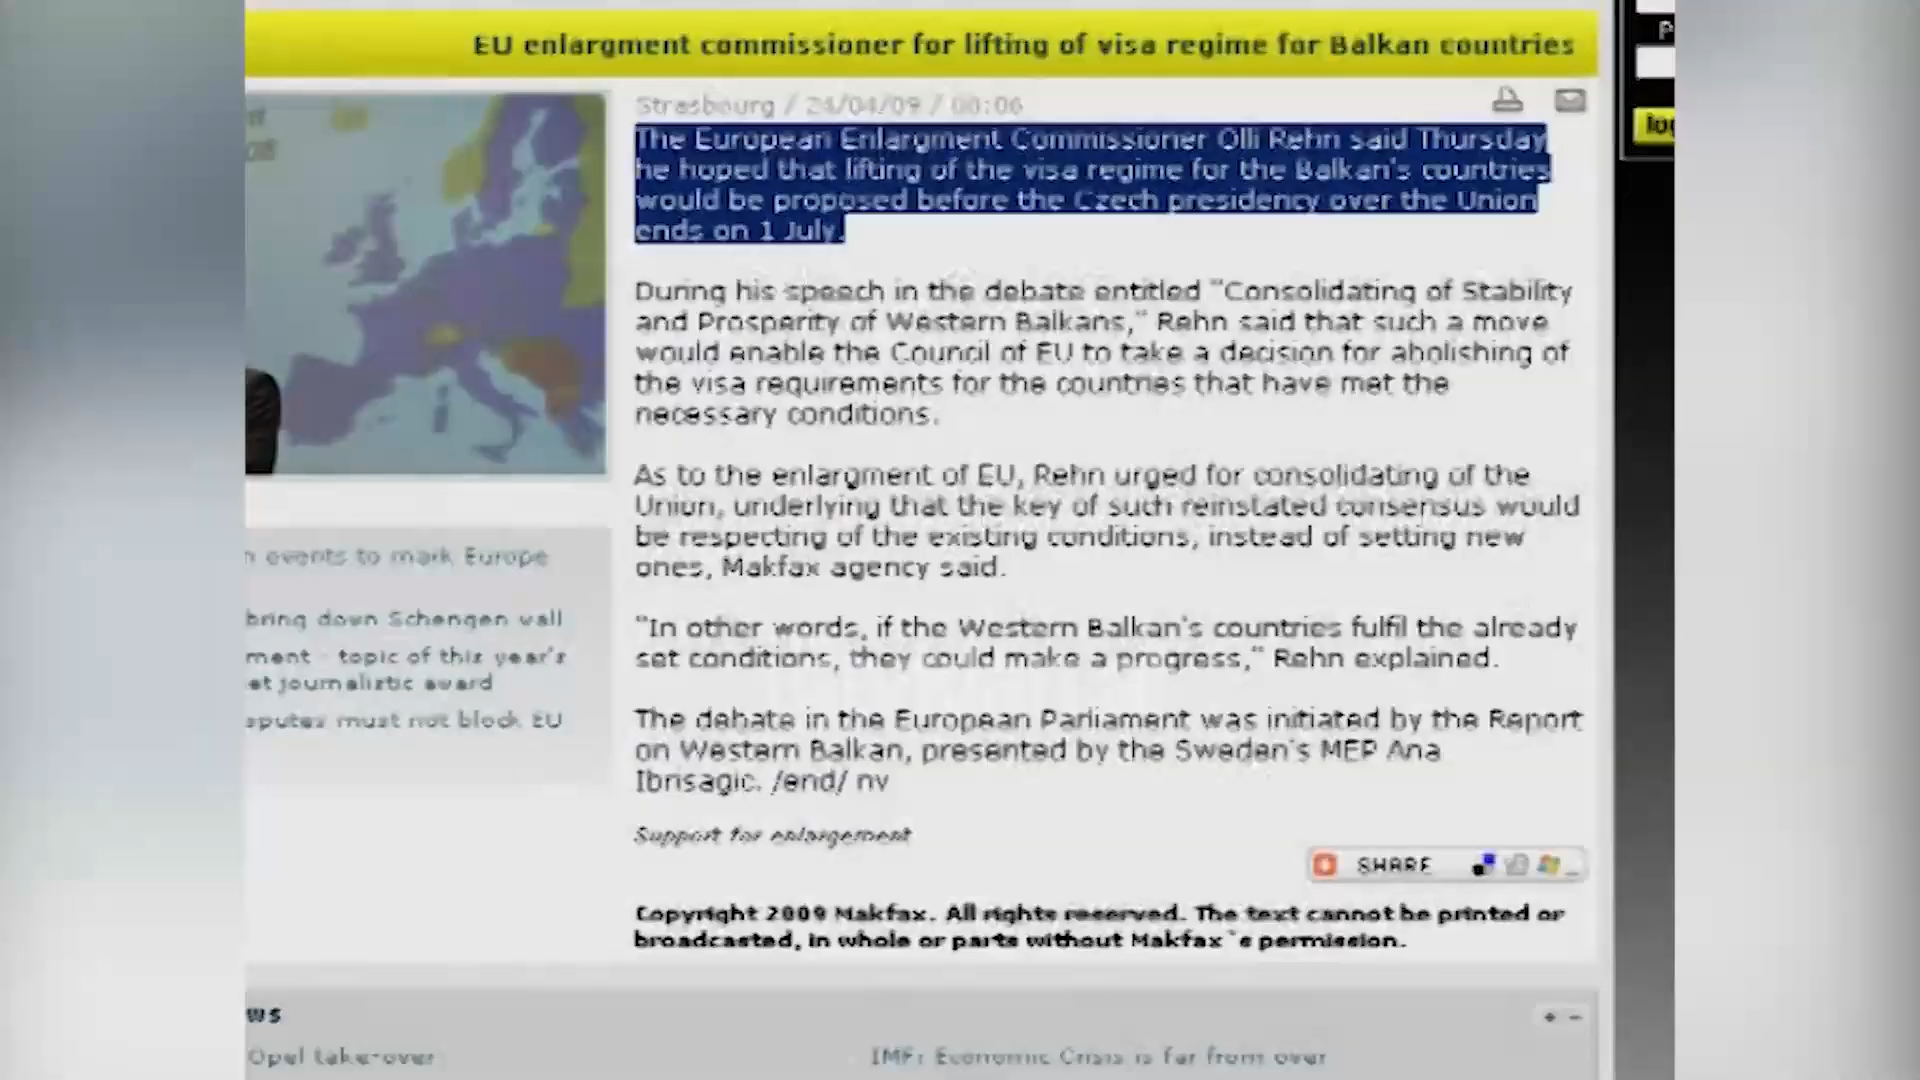 EU enlargment commissioner for lifting of visa regime for Balkan countries
Strasbourg / 24/04/09 / 00:06
The European Enlargment Commissioner Olli Rehn said Thursday
he hoped that lifting of the visa regime for the Balkan's countries
would be proposed before the Czech presidency over the Union
ends on 1 July.
During his speech in the debate entitled "Consolidating of Stability
and Prosperity of Western Balkans," Rehn said that such a move
would enable the Council of EU to take a decision for abolishing of
the visa requirements for the countries that have met the
necessary conditions.
As to the enlargment of EU, Rehn urged for consolidating of the
Union, underlying that the key of such reinstated consensus would
be respecting of the existing conditions, instead of setting new
ones, Makfax agency said.
"In other words, if the Western Balkan's countries fulfil the already
set conditions, they could make a progress," Rehn explained.
The debate in the European Parliament was initiated by the Report
on Western Balkan, presented by the Sweden's MEP Ana
Ibrisagic. /end/ nv
Support for enlargement
SHARE
Copyright 2009 Makfax. All rights reserved. The text cannot be printed or
broadcasted, in whole or parts without Makfax`s permission.
events to mark Europe
bring down Schengen wall
ment - topic of this year's
et journalistic award
sputes must not block EU
ws
Opel take-over
IMF: Economic Crisis is far from over
log